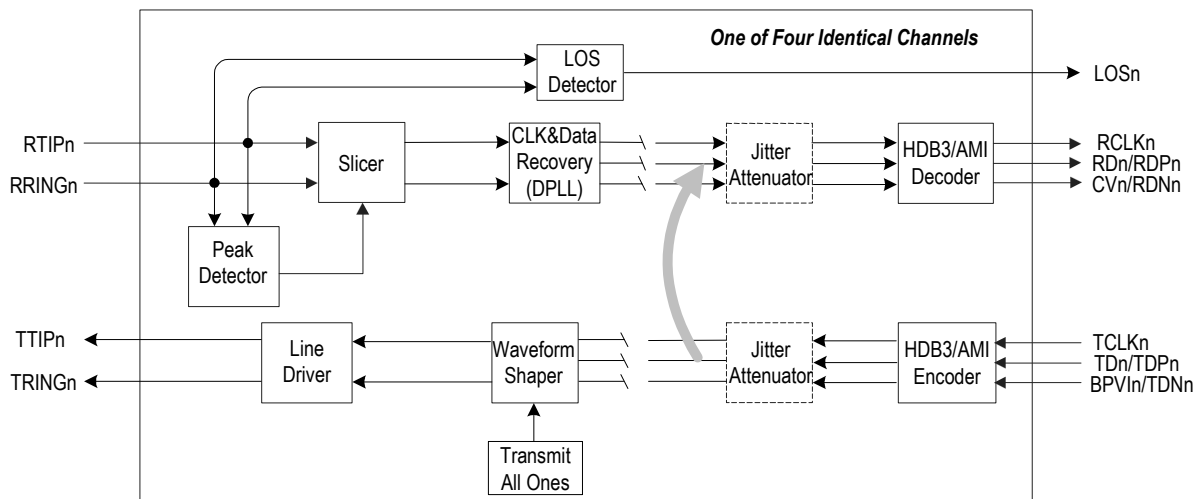 One of Four Identical Channels
LOS
Detector
LOSn
RTIPn
RRINGn
Slicer
CLK&Data
Recovery
(DPLL)
Jitter
Attenuator
HDB3/AMI
Decoder
RCLKn
RDn/RDPn
CVn/RDNn
Peak
Detector
TTIPn
TRINGn
Line
Driver
Waveform
Shaper
Jitter
Attenuator
HDB3/AMI
Encoder
TCLKn
TDn/TDPn
BPVIn/TDNn
Transmit
All Ones